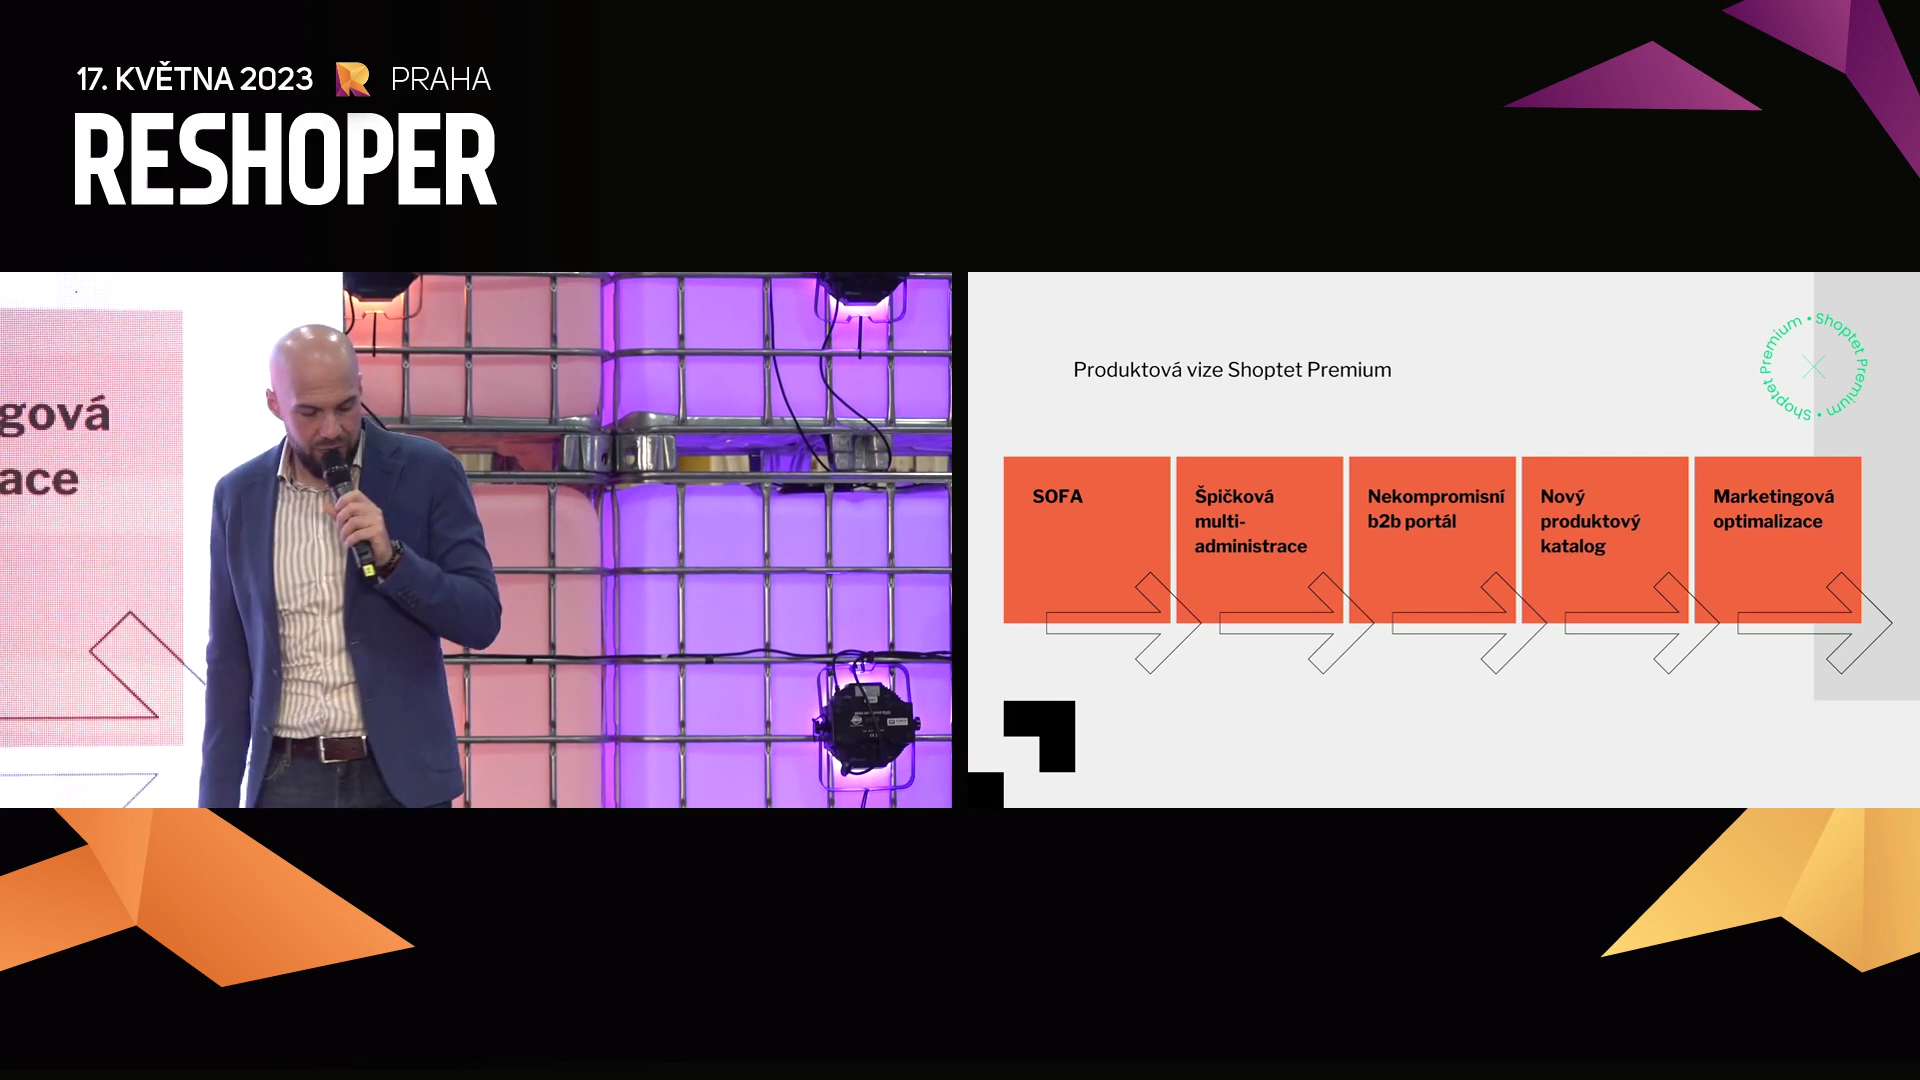 17. KVĚTNA 2023 PRAHA
RESHOPER
gová
ace
Produktová vize Shoptet Premium
Shoptet Premium • Shoptet Premium •
SOFA
Špičková
multi-
administrace
Nekompromisní
b2b portál
Nový
produktový
katalog
Marketingová
optimalizace